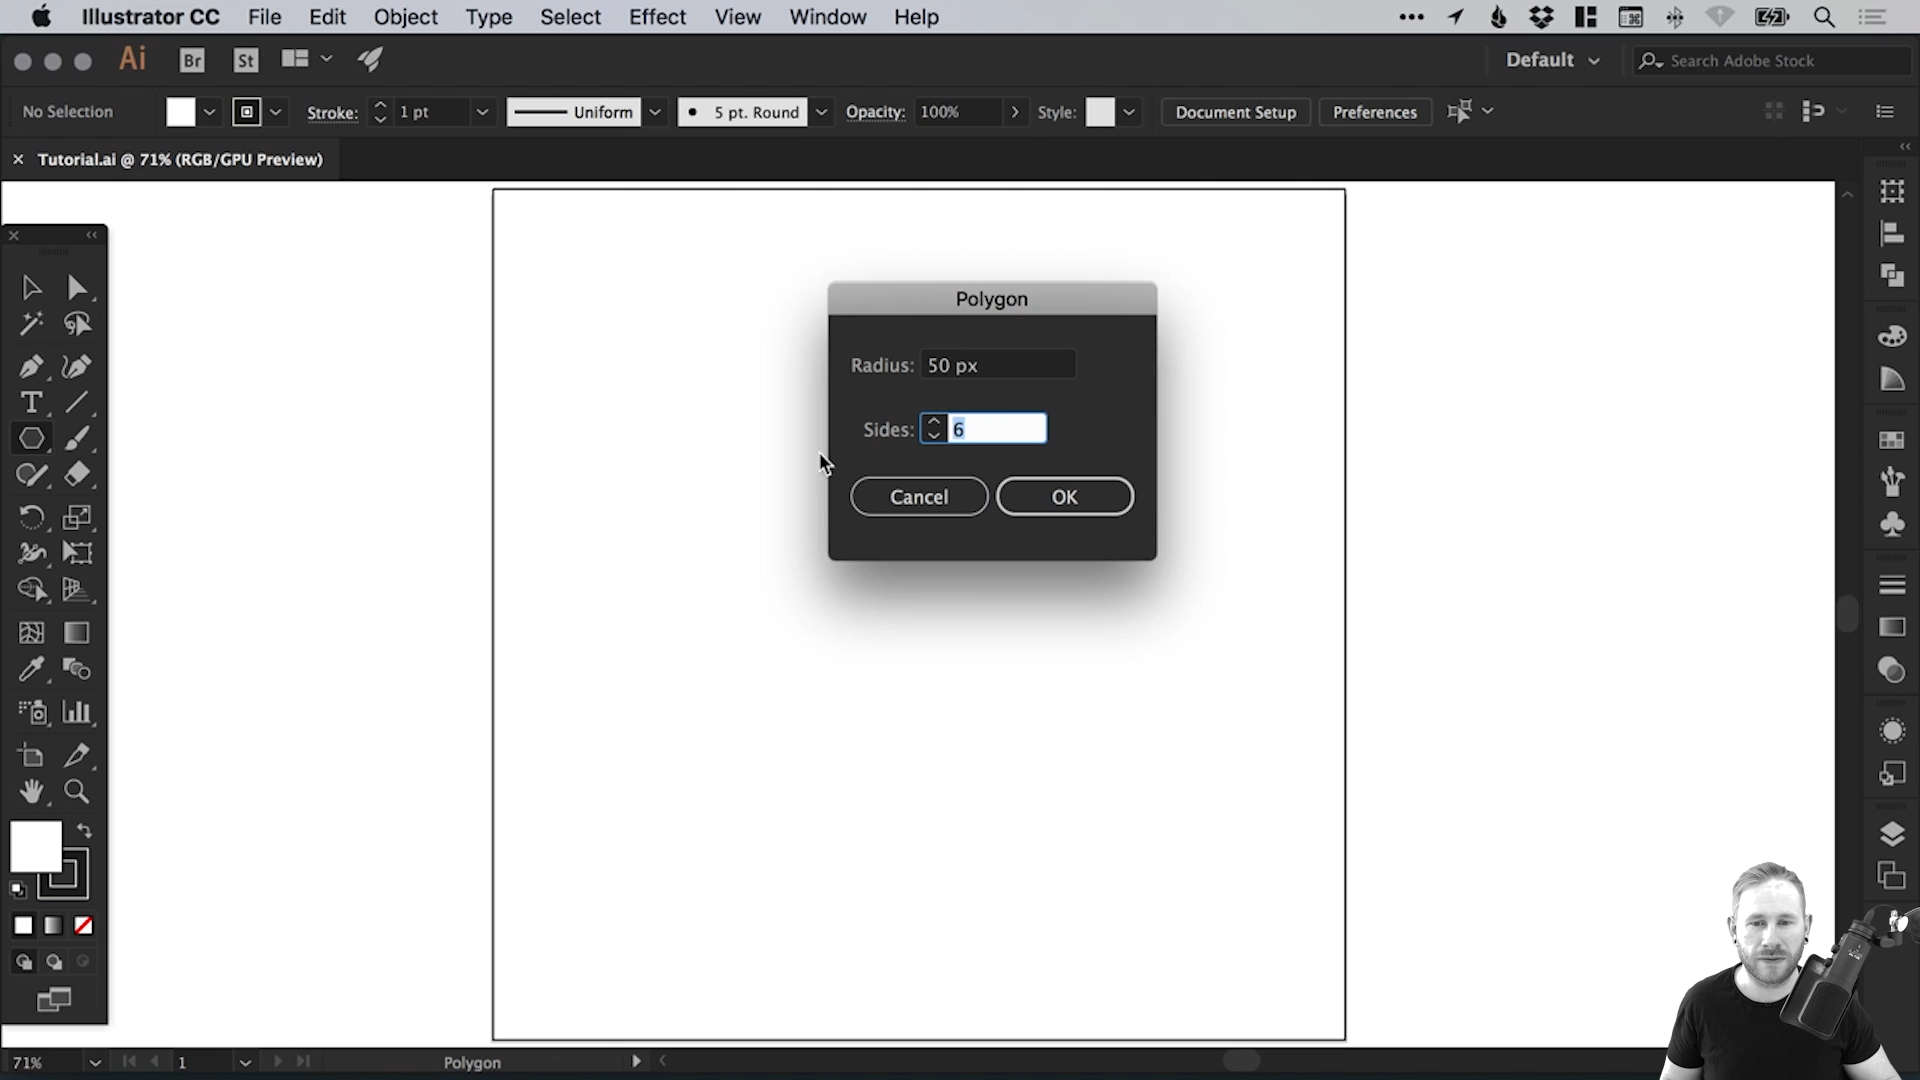 Illustrator CC File Edit Object Type Select Effect View Window Help
Ai Br St Default Search Adobe Stock
No Selection Stroke: 1 pt Uniform 5 pt. Round Opacity: 100% Style: Document Setup Preferences
Tutorial.ai @ 71% (RGB/GPU Preview)
Polygon
Radius: 50 px
Sides: 6
Cancel OK
71% 1 Polygon